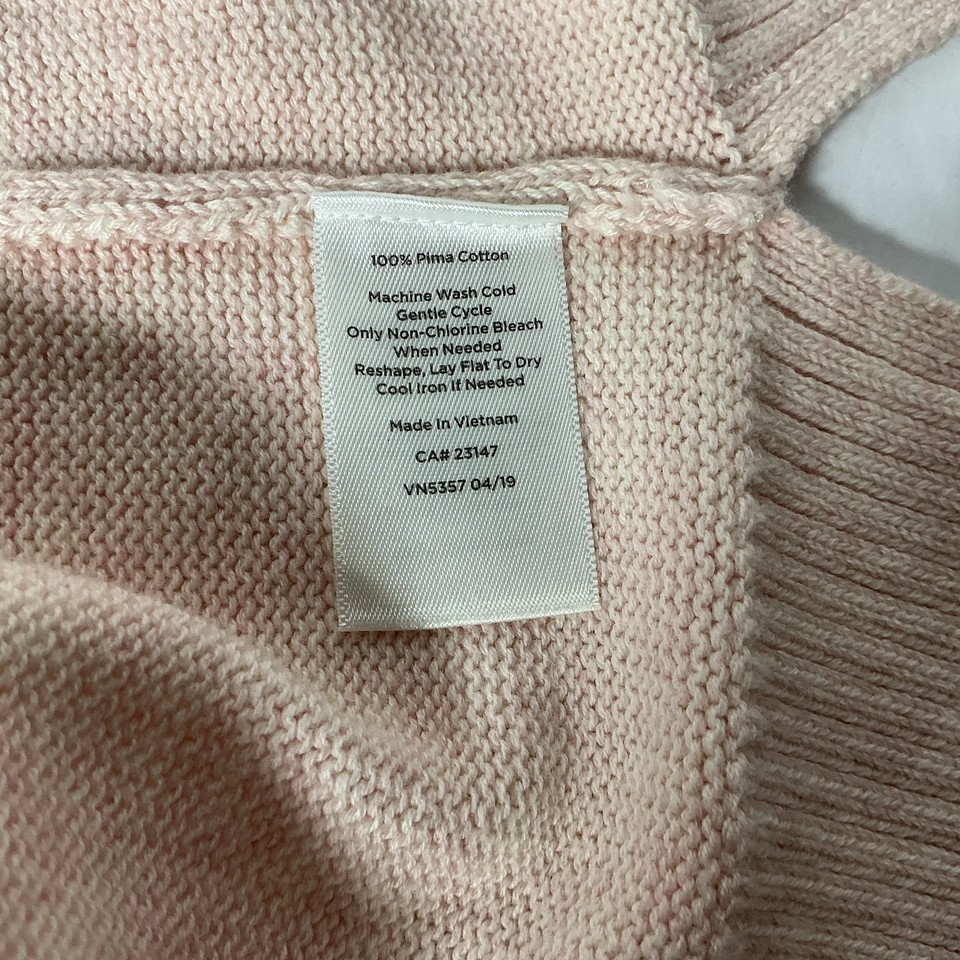 100% Pima Cotton
Machine Wash Cold
Gentle Cycle
Only Non-Chlorine Bleach
When Needed
Reshape, Lay Flat To Dry
Cool Iron If Needed
Made In Vietnam
CA# 23147
VN5357 04/19